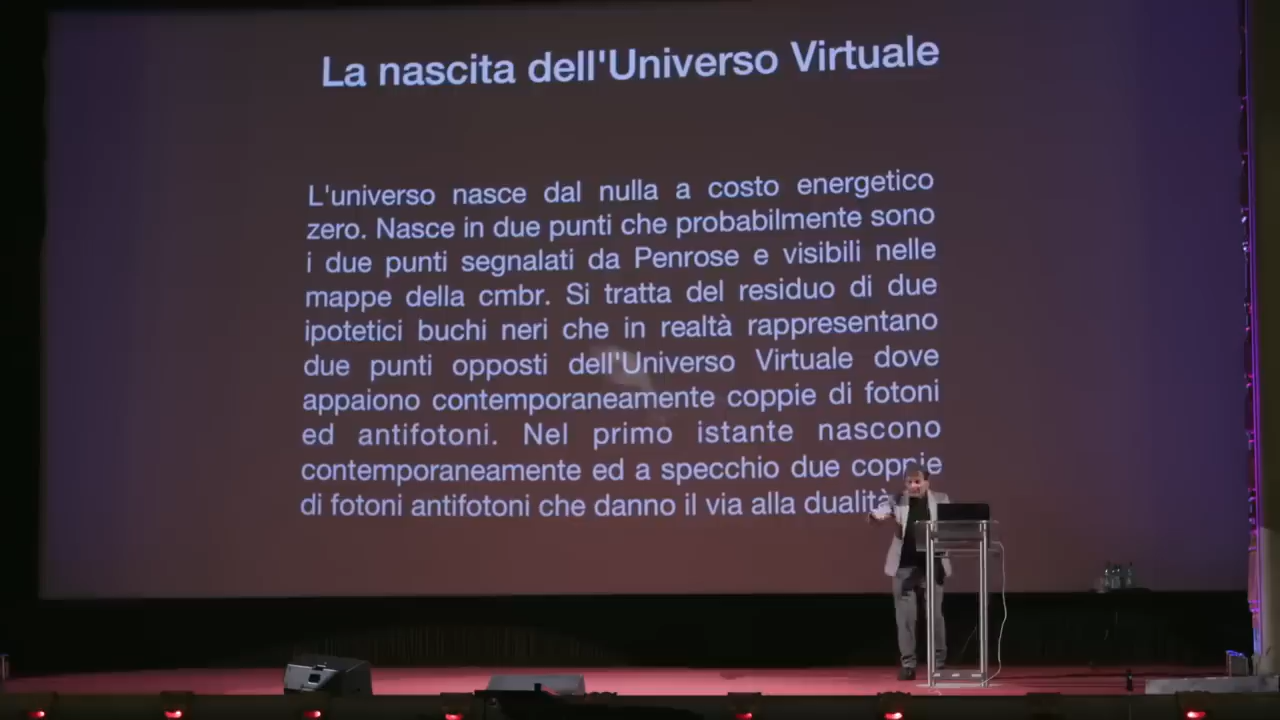 La nascita dell'Universo Virtuale
L'universo nasce dal nulla a costo energetico
zero. Nasce in due punti che probabilmente sono
i due punti segnalati da Penrose e visibili nelle
mappe della cmbr. Si tratta del residuo di due
ipotetici buchi neri che in realtà rappresentano
due punti opposti dell'Universo Virtuale dove
appaiono contemporaneamente coppie di fotoni
ed antifotoni. Nel primo istante nascono
contemporaneamente ed a specchio due coppie
di fotoni antifotoni che danno il via alla dualità